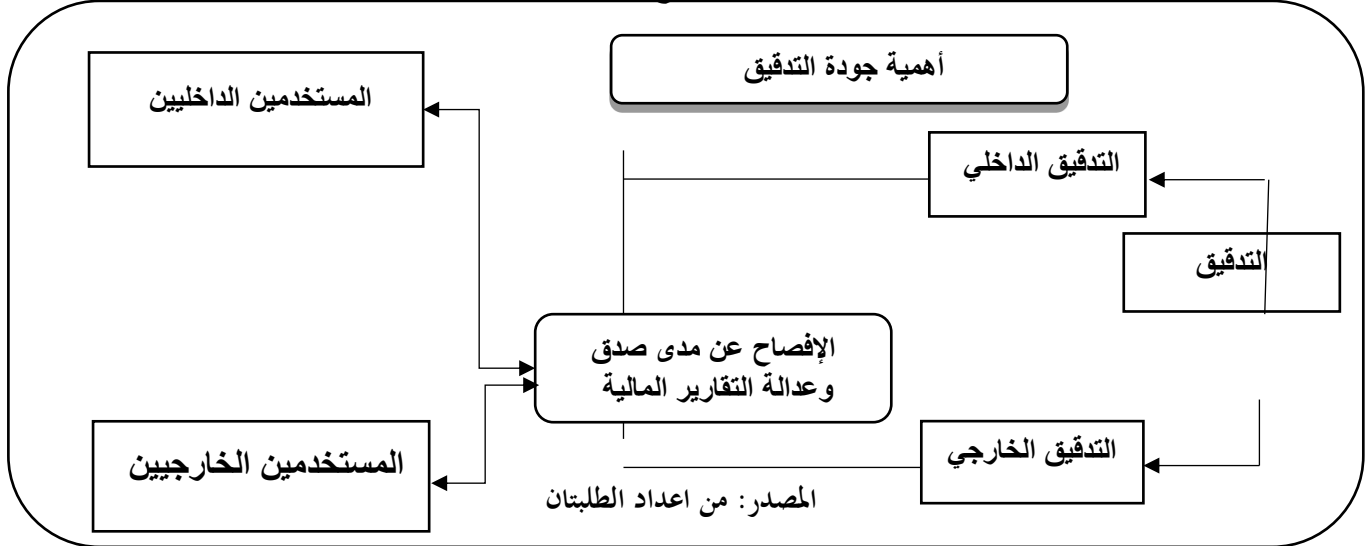 أهمية جودة التدقيق
المستخدمين الداخليين
التدقيق الداخلي
التدقيق
الإفصاح عن مدى صدق
وعدالة التقارير المالية
التدقيق الخارجي
المستخدمين الخارجيين
المصدر: من اعداد الطلبتان